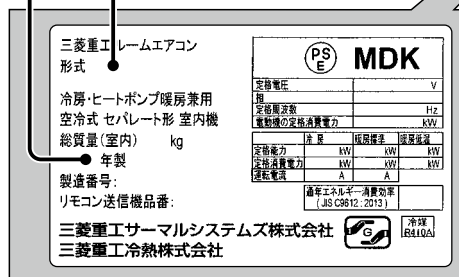 三菱重工ルームエアコン
形式
冷房・ヒートポンプ暖房兼用
空冷式 セパレート形 室内機
総質量(室内) kg
年製
製造番号:
リモコン送信機品番:
三菱重工サーマルシステムズ株式会社
三菱重工冷熱株式会社
PS
E
MDK
定格電圧 V
相
定格周波数 Hz
電動機の定格消費電力 kW
冷房 暖房標準 暖房低温
定格能力 kW kW kW
定格消費電力 kW kW kW
運転電流 A A
通年エネルギー消費効率
(JIS C9612:2013)
G
冷媒
R410A